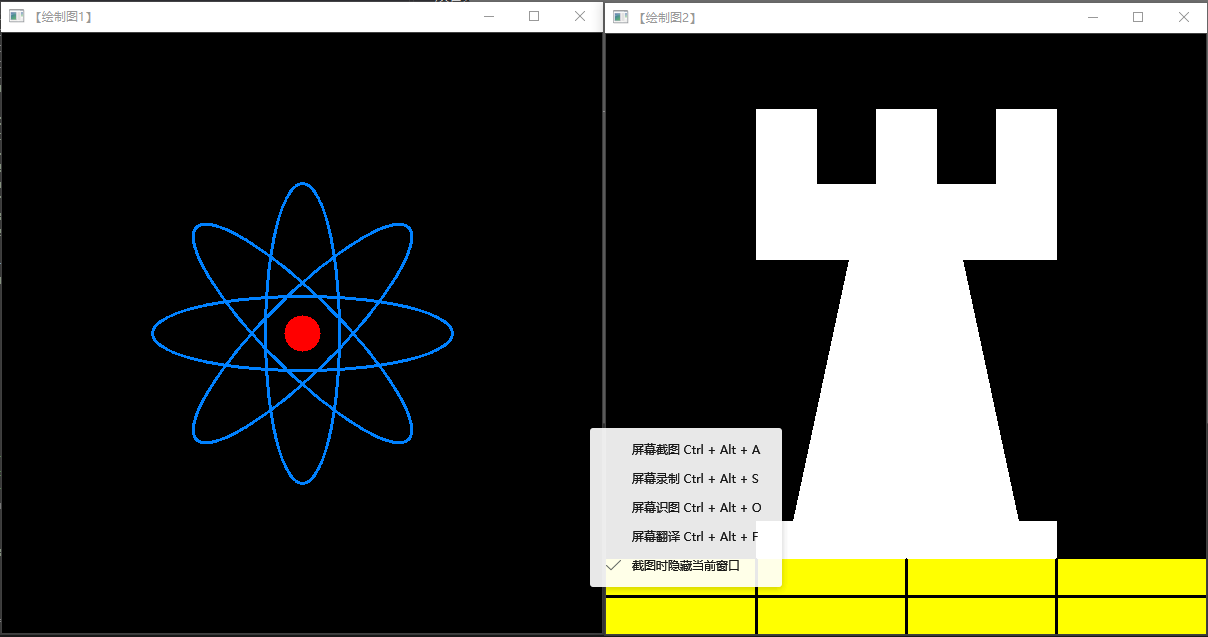 【绘制图1】
【绘制图2】
屏幕截图 Ctrl + Alt + A
屏幕录制 Ctrl + Alt + S
屏幕识图 Ctrl + Alt + O
屏幕翻译 Ctrl + Alt + F
截图时隐藏当前窗口